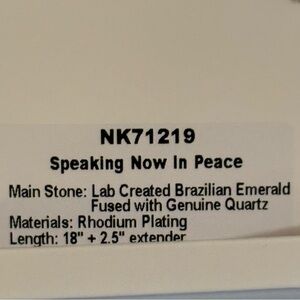 NK71219
Speaking Now In Peace
Main Stone: Lab Created Brazilian Emerald
Fused with Genuine Quartz
Materials: Rhodium Plating
Length: 18" + 2.5" extender